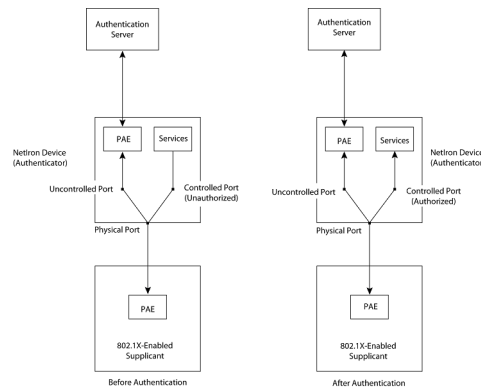 Authentication
Server
PAE
Services
NetIron Device
(Authenticator)
Uncontrolled Port
Controlled Port
(Unauthorized)
Physical Port
PAE
802.1X-Enabled
Supplicant
Before Authentication
Authentication
Server
PAE
Services
NetIron Device
(Authenticator
Uncontrolled Port
Controlled Port
(Authorized)
Physical Port
PAE
802.1X-Enabled
Supplicant
After Authentication